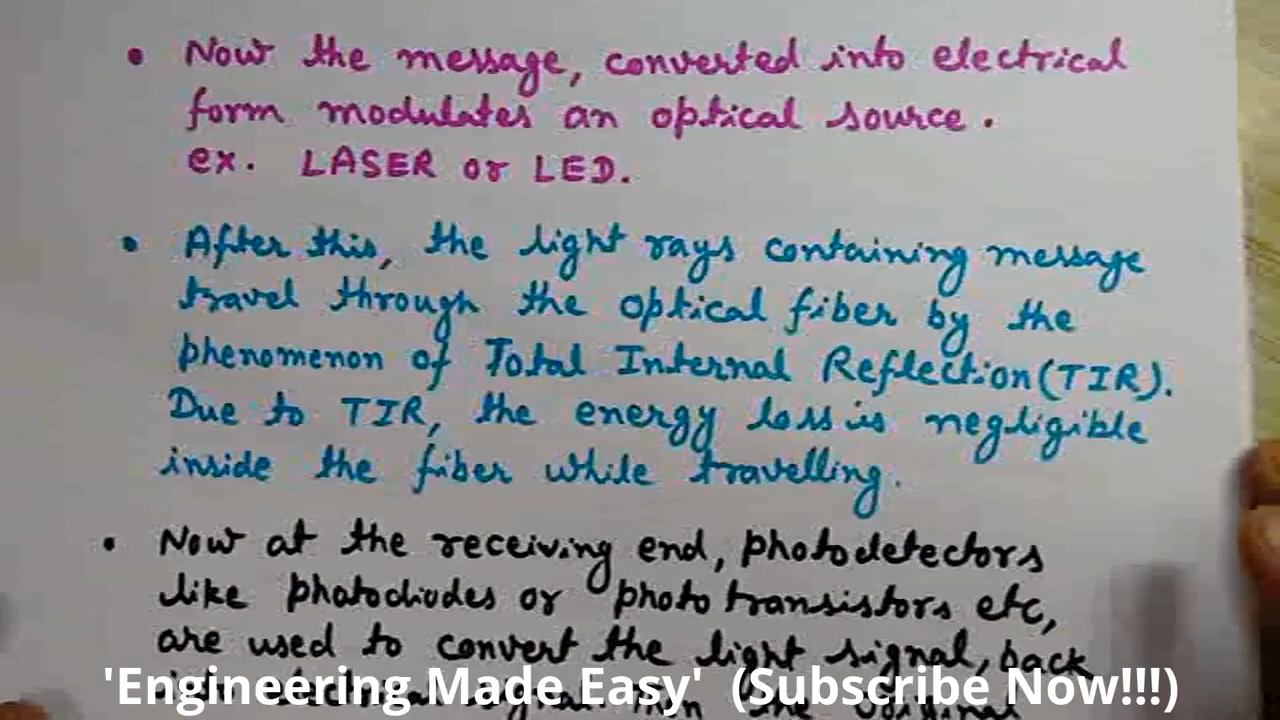 • Now the message, converted into electrical
form modulates an optical source.
ex. LASER or LED.
• After this, the light rays containing message
travel through the optical fiber by the
phenomenon of Total Internal Reflection (TIR).
Due to TIR, the energy loss is negligible
inside the fiber while travelling.
• Now at the receiving end, photodetectors
like photodiodes or phototransistors etc,
are used to convert the light signal, back
'Engineering Made Easy' (Subscribe Now!!!)